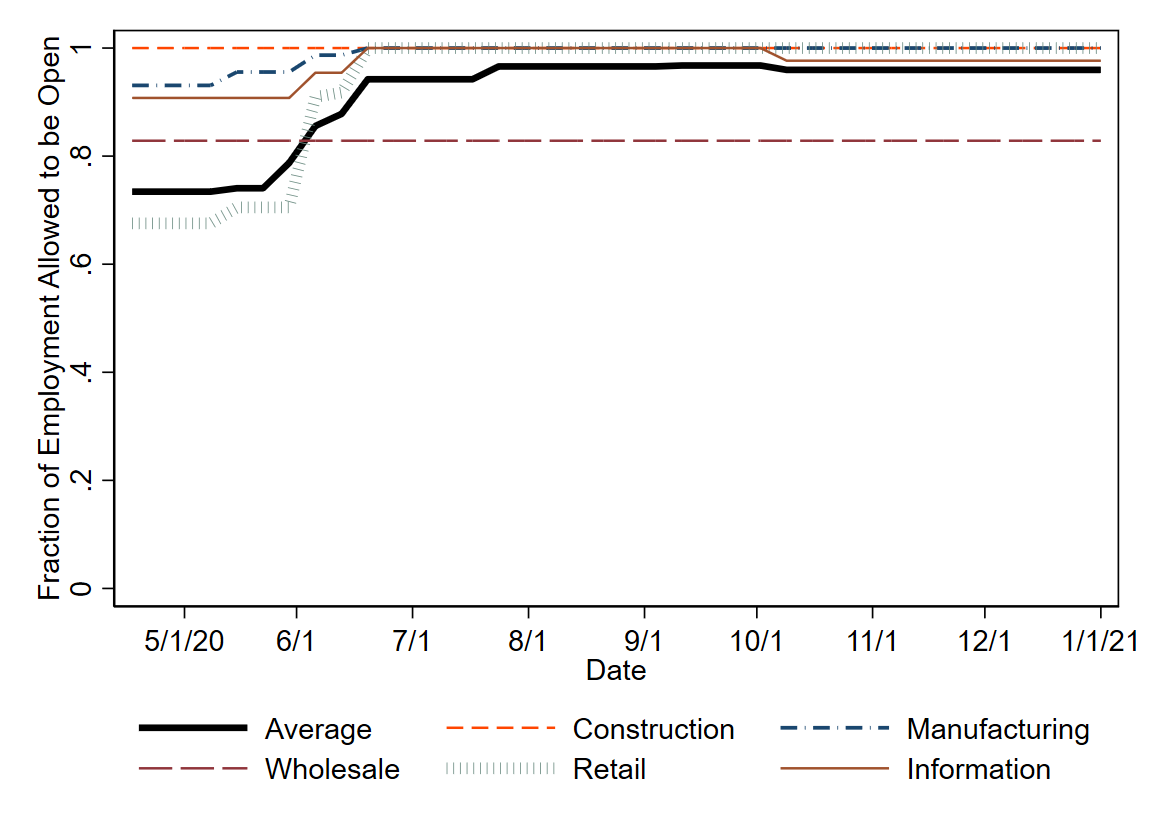 Fraction of Employment Allowed to be Open
1
.8
.6
.4
.2
0
5/1/20 6/1 7/1 8/1 9/1 10/1 11/1 12/1 1/1/21
Date
Average Construction Manufacturing
Wholesale Retail Information